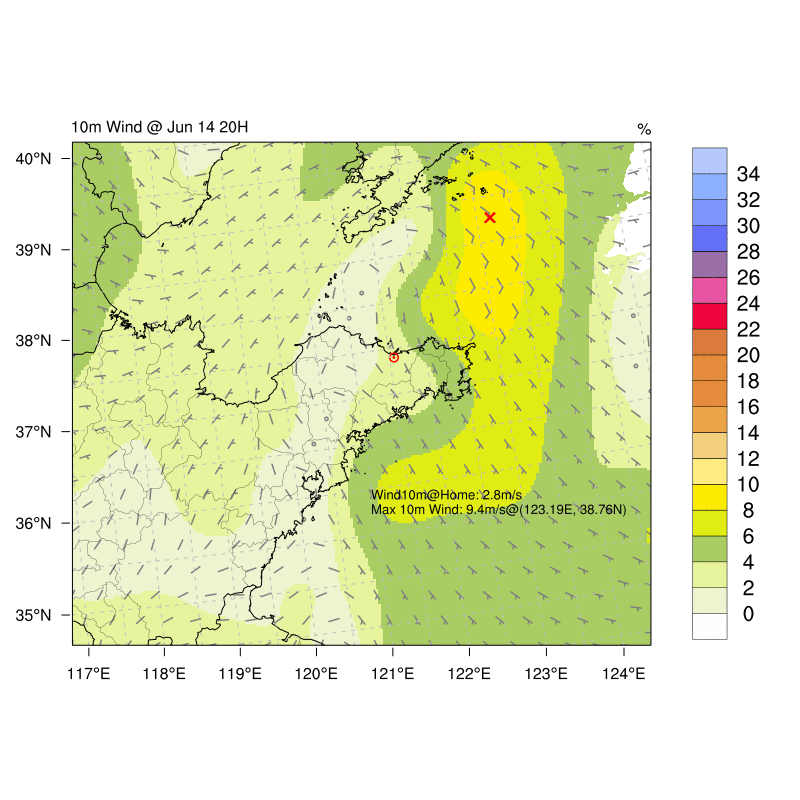 10m Wind @ Jun 14 20H
%
40°N
39°N
38°N
37°N
36°N
35°N
117°E
118°E
119°E
120°E
121°E
122°E
123°E
124°E
Wind10m@Home: 2.8m/s
Max 10m Wind: 9.4m/s@(123.19E, 38.76N)
34
32
30
28
26
24
22
20
18
16
14
12
10
8
6
4
2
0